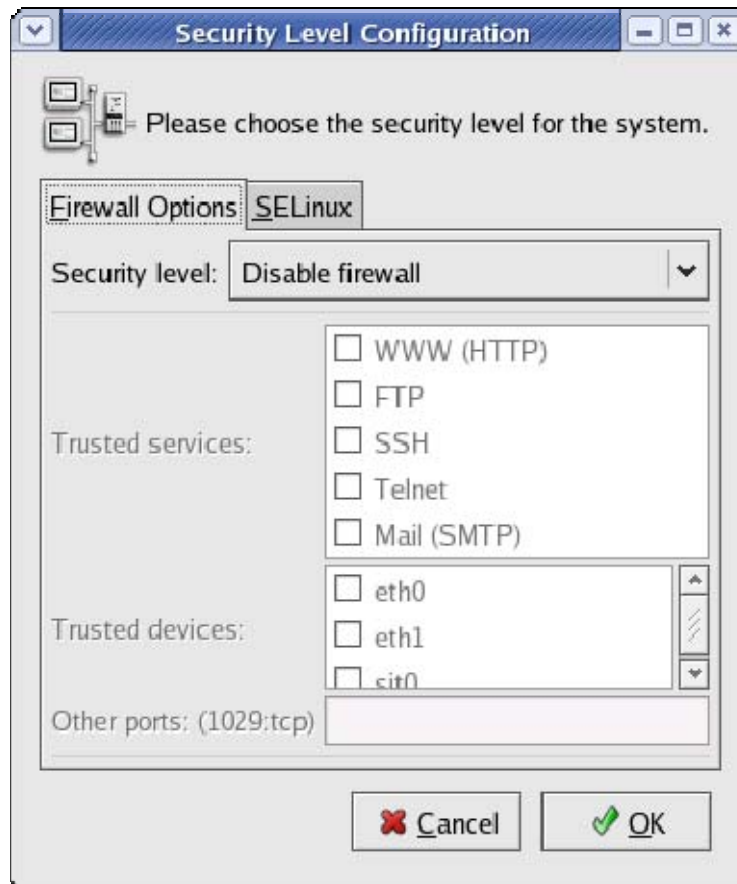 Security Level Configuration
Please choose the security level for the system.
Firewall Options SELinux
Security level: Disable firewall
Trusted services:
WWW (HTTP)
FTP
SSH
Telnet
Mail (SMTP)
Trusted devices:
eth0
eth1
sit0
Other ports: (1029:tcp)
Cancel OK